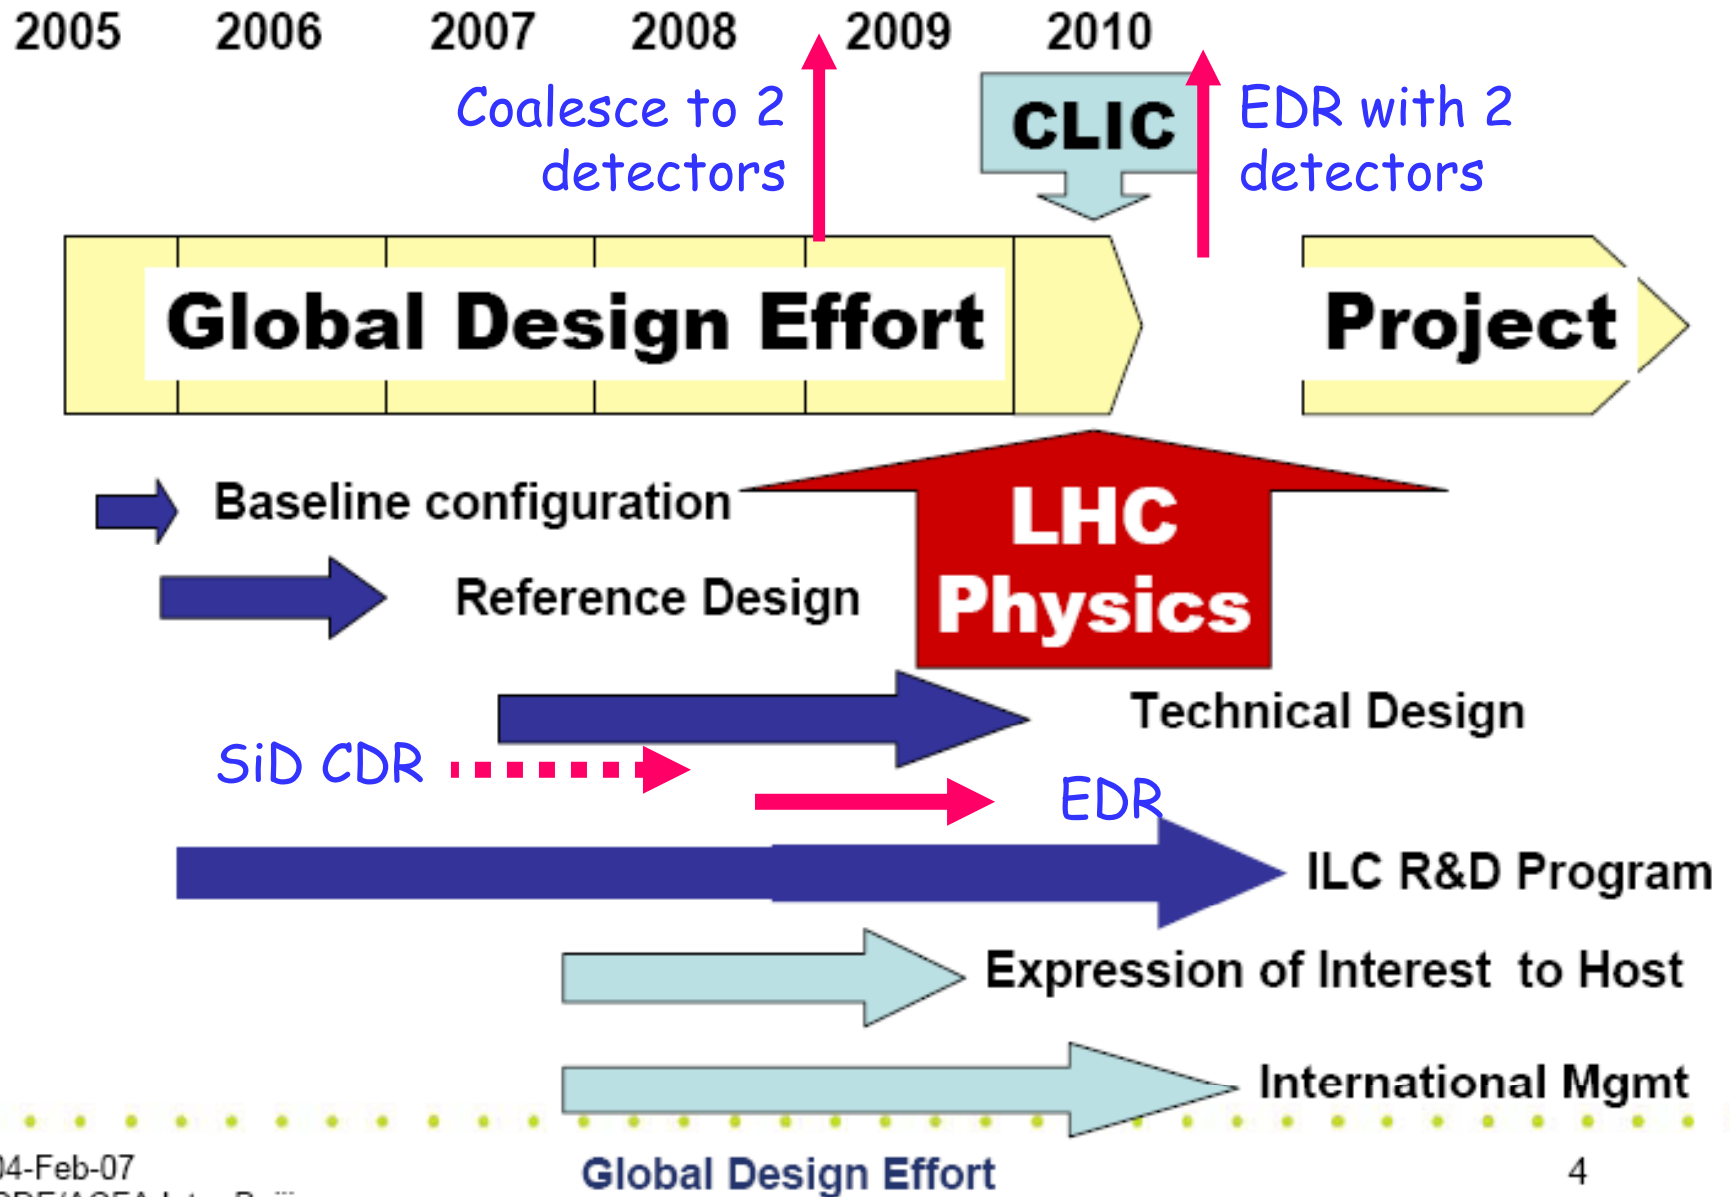 2005 2006 2007 2008 2009 2010
Coalesce to 2
detectors
CLIC
EDR with 2
detectors
Global Design Effort
Project
Baseline configuration
LHC
Physics
Reference Design
Technical Design
SiD CDR
EDR
ILC R&D Program
Expression of Interest to Host
International Mgmt
04-Feb-07
Global Design Effort
4